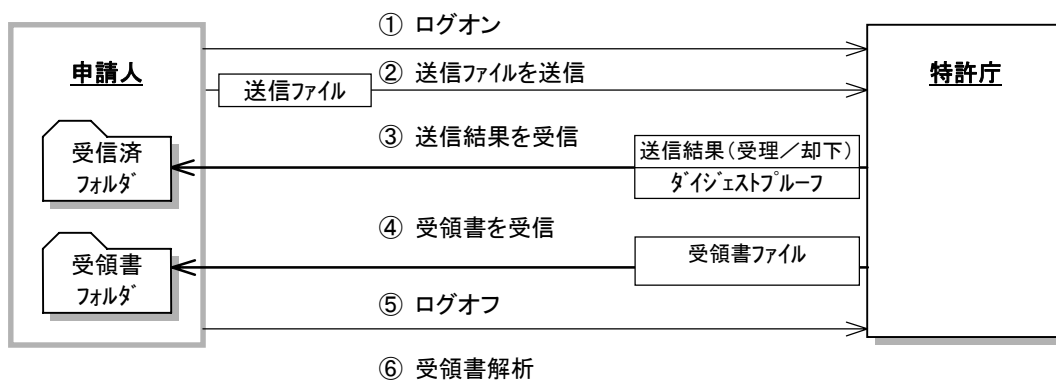 ① ログオン
申請人
特許庁
② 送信ファイルを送信
送信ファイル
③ 送信結果を受信
受信済
フォルダ
送信結果(受理/却下)
ダイジェストプルーフ
④ 受領書を受信
受領書
フォルダ
受領書ファイル
⑤ ログオフ
⑥ 受領書解析